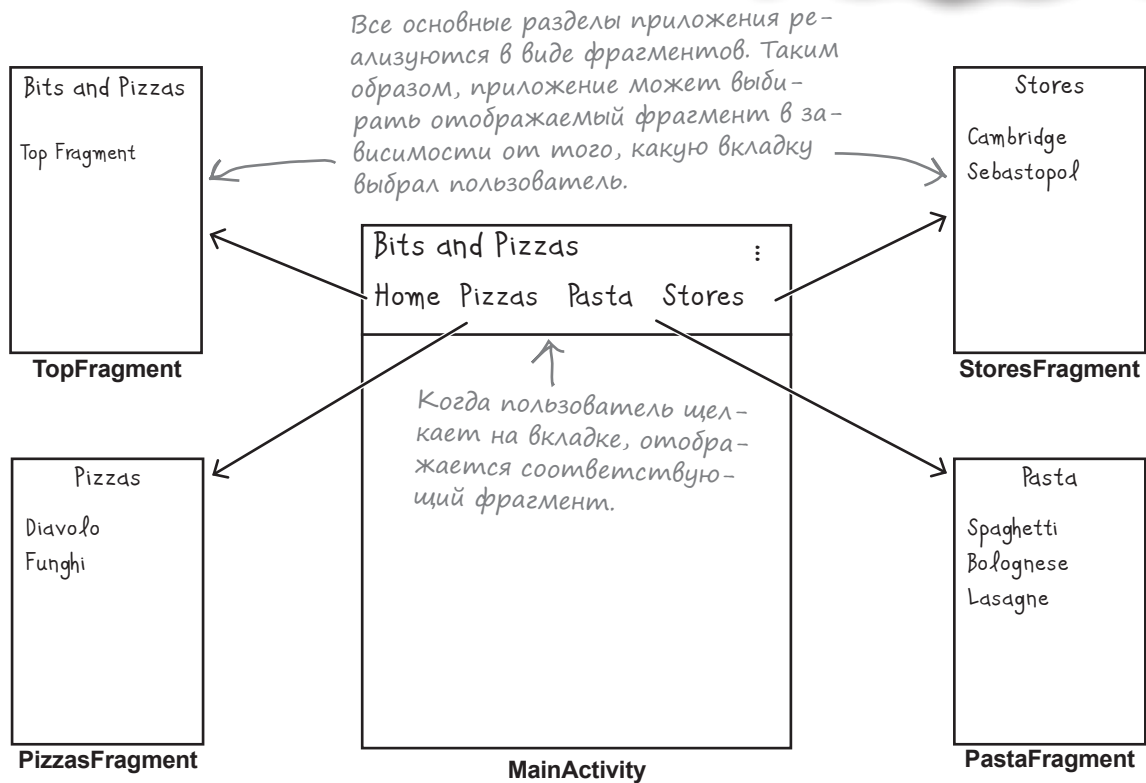 Все основные разделы приложения ре-
ализуются в виде фрагментов. Таким
образом, приложение может выби-
рать отображаемый фрагмент в за-
висимости от того, какую вкладку
выбрал пользователь.
Bits and Pizzas
Top Fragment
TopFragment
Stores
Cambridge
Sebastopol
StoresFragment
Bits and Pizzas ⋮
Home Pizzas Pasta Stores
Когда пользователь щел-
кает на вкладке, отобра-
жается соответствую-
щий фрагмент.
MainActivity
Pizzas
Diavolo
Funghi
PizzasFragment
Pasta
Spaghetti
Bolognese
Lasagne
PastaFragment